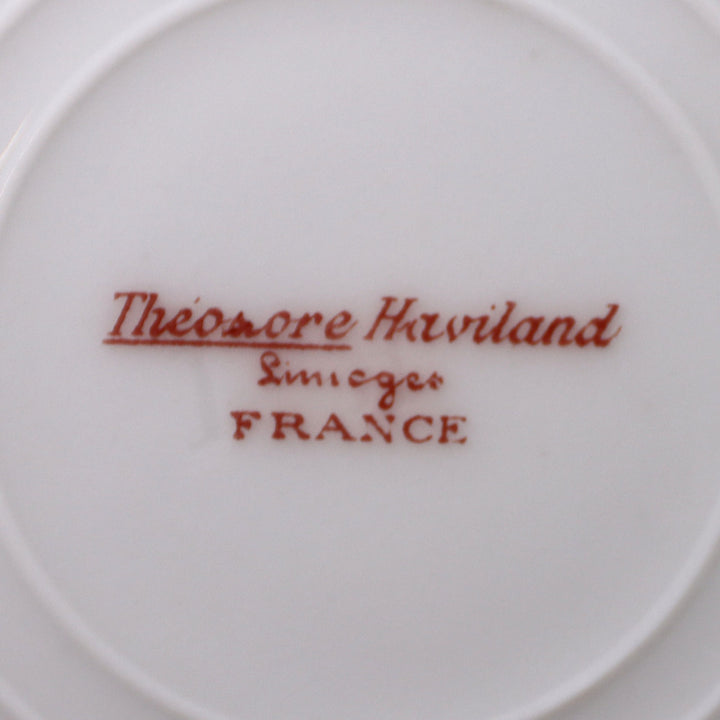 Théodore Haviland
Limoges
FRANCE